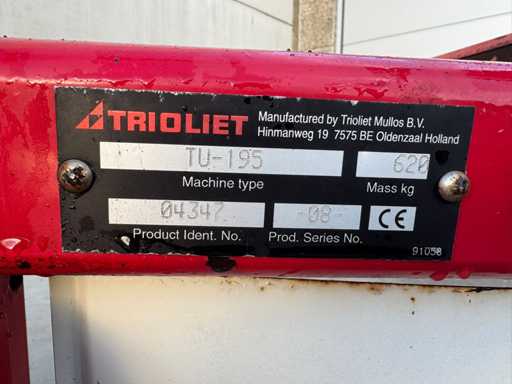 TRIOLIET Manufactured by Trioliet Mullos B.V.
Hinmanweg 19 7575 BE Oldenzaal Holland
TU-195 620
Machine type Mass kg
04347 -08- CE
Product Ident. No. Prod. Series No.
91058